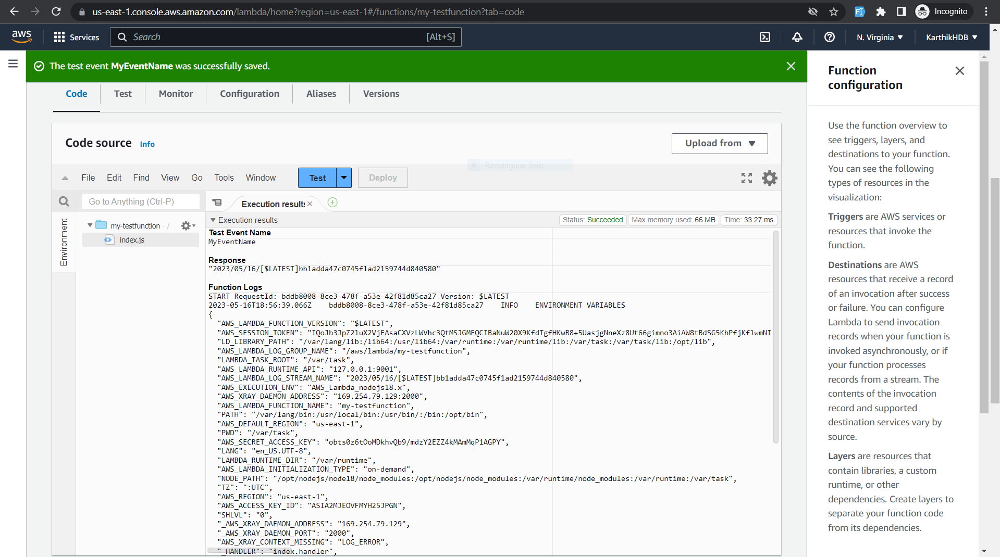 us-east-1.console.aws.amazon.com/lambda/home?region=us-east-1#/functions/my-testfunction?tab=code
Incognito
aws
Services
Search
[Alt+S]
N. Virginia
KarthikHDB
The test event MyEventName was successfully saved.
Code
Test
Monitor
Configuration
Aliases
Versions
Code source
Info
Upload from
Rectangular Snip
File
Edit
Find
View
Go
Tools
Window
Test
Deploy
Go to Anything (Ctrl-P)
Execution results
Environment
my-testfunction - /
index.js
Execution results
Status: Succeeded
Max memory used: 66 MB
Time: 33.27 ms
Test Event Name
MyEventName
Response
"2023/05/16/[$LATEST]bb1adda47c0745f1ad2159744d840580"
Function Logs
START RequestId: bddb8008-8ce3-478f-a53e-42f81d85ca27 Version: $LATEST
2023-05-16T18:56:39.066Z    bddb8008-8ce3-478f-a53e-42f81d85ca27    INFO    ENVIRONMENT VARIABLES
{
"AWS_LAMBDA_FUNCTION_VERSION": "$LATEST",
"AWS_SESSION_TOKEN": "IQoJb3JpZ2luX2VjEAsaCXVzLWVhc3QtMSJGMEQCIBaNuW20X9KfdTgfHKwB8+5UasjgNneXz8Ut66gimno3AiAW8tBdSG5KbPfjKflwmNI
"LD_LIBRARY_PATH": "/var/lang/lib:/lib64:/usr/lib64:/var/runtime:/var/runtime/lib:/var/task:/var/task/lib:/opt/lib",
"AWS_LAMBDA_LOG_GROUP_NAME": "/aws/lambda/my-testfunction",
"LAMBDA_TASK_ROOT": "/var/task",
"AWS_LAMBDA_RUNTIME_API": "127.0.0.1:9001",
"AWS_LAMBDA_LOG_STREAM_NAME": "2023/05/16/[$LATEST]bb1adda47c0745f1ad2159744d840580",
"AWS_EXECUTION_ENV": "AWS_Lambda_nodejs18.x",
"AWS_XRAY_DAEMON_ADDRESS": "169.254.79.129:2000",
"AWS_LAMBDA_FUNCTION_NAME": "my-testfunction",
"PATH": "/var/lang/bin:/usr/local/bin:/usr/bin/:/bin:/opt/bin",
"AWS_DEFAULT_REGION": "us-east-1",
"PWD": "/var/task",
"AWS_SECRET_ACCESS_KEY": "obts0z6tOoMDkhvQb9/mdzY2EZZ4kMAmMqP1AGPY",
"LANG": "en_US.UTF-8",
"LAMBDA_RUNTIME_DIR": "/var/runtime",
"AWS_LAMBDA_INITIALIZATION_TYPE": "on-demand",
"NODE_PATH": "/opt/nodejs/node18/node_modules:/opt/nodejs/node_modules:/var/runtime/node_modules:/var/runtime:/var/task",
"TZ": ":UTC",
"AWS_REGION": "us-east-1",
"AWS_ACCESS_KEY_ID": "ASIA2MJEOVFMYH25JPGN",
"SHLVL": "0",
"_AWS_XRAY_DAEMON_ADDRESS": "169.254.79.129",
"_AWS_XRAY_DAEMON_PORT": "2000",
"AWS_XRAY_CONTEXT_MISSING": "LOG_ERROR",
"_HANDLER": "index.handler",
Function
configuration
Use the function overview to
see triggers, layers, and
destinations to your function.
You can see the following
types of resources in the
visualization:
Triggers are AWS services or
resources that invoke the
function.
Destinations are AWS
resources that receive a record
of an invocation after success
or failure. You can configure
Lambda to send invocation
records when your function is
invoked asynchronously, or if
your function processes
records from a stream. The
contents of the invocation
record and supported
destination services vary by
source.
Layers are resources that
contain libraries, a custom
runtime, or other
dependencies. Create layers to
separate your function code
from its dependencies.